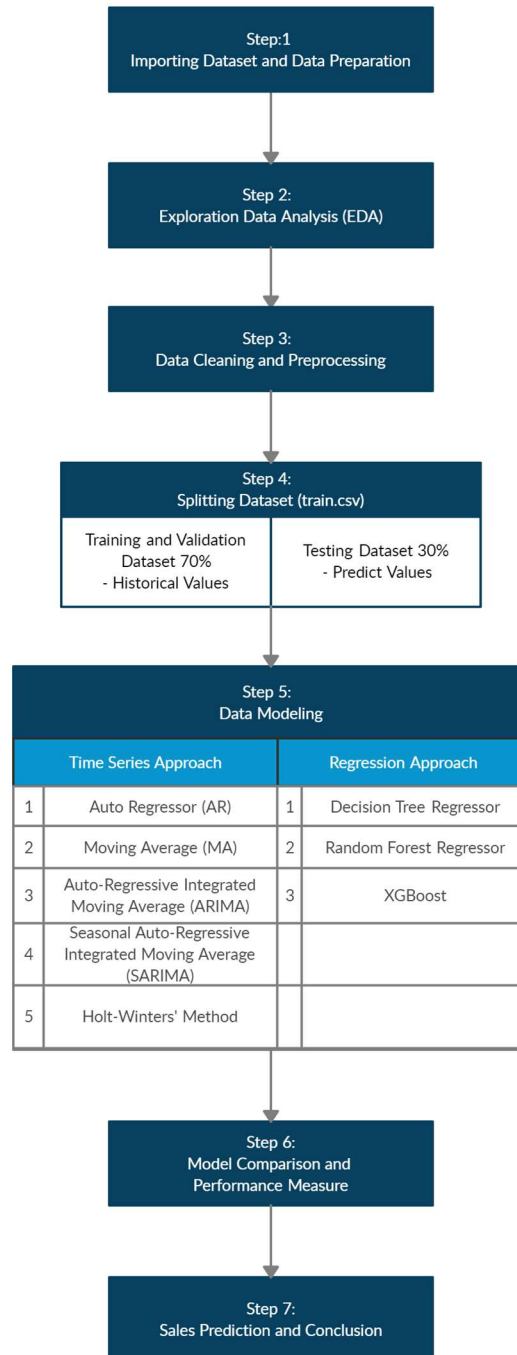 Step:1
Importing Dataset and Data Preparation
Step 2:
Exploration Data Analysis (EDA)
Step 3:
Data Cleaning and Preprocessing
Step 4:
Splitting Dataset (train.csv)
Training and Validation
Dataset 70%
- Historical Values
Testing Dataset 30%
- Predict Values
Step 5:
Data Modeling
Time Series Approach
Regression Approach
1 Auto Regressor (AR) 1 Decision Tree Regressor
2 Moving Average (MA) 2 Random Forest Regressor
3 Auto-Regressive Integrated
Moving Average (ARIMA)
3 XGBoost
4 Seasonal Auto-Regressive
Integrated Moving Average
(SARIMA)
5 Holt-Winters' Method
Step 6:
Model Comparison and
Performance Measure
Step 7:
Sales Prediction and Conclusion